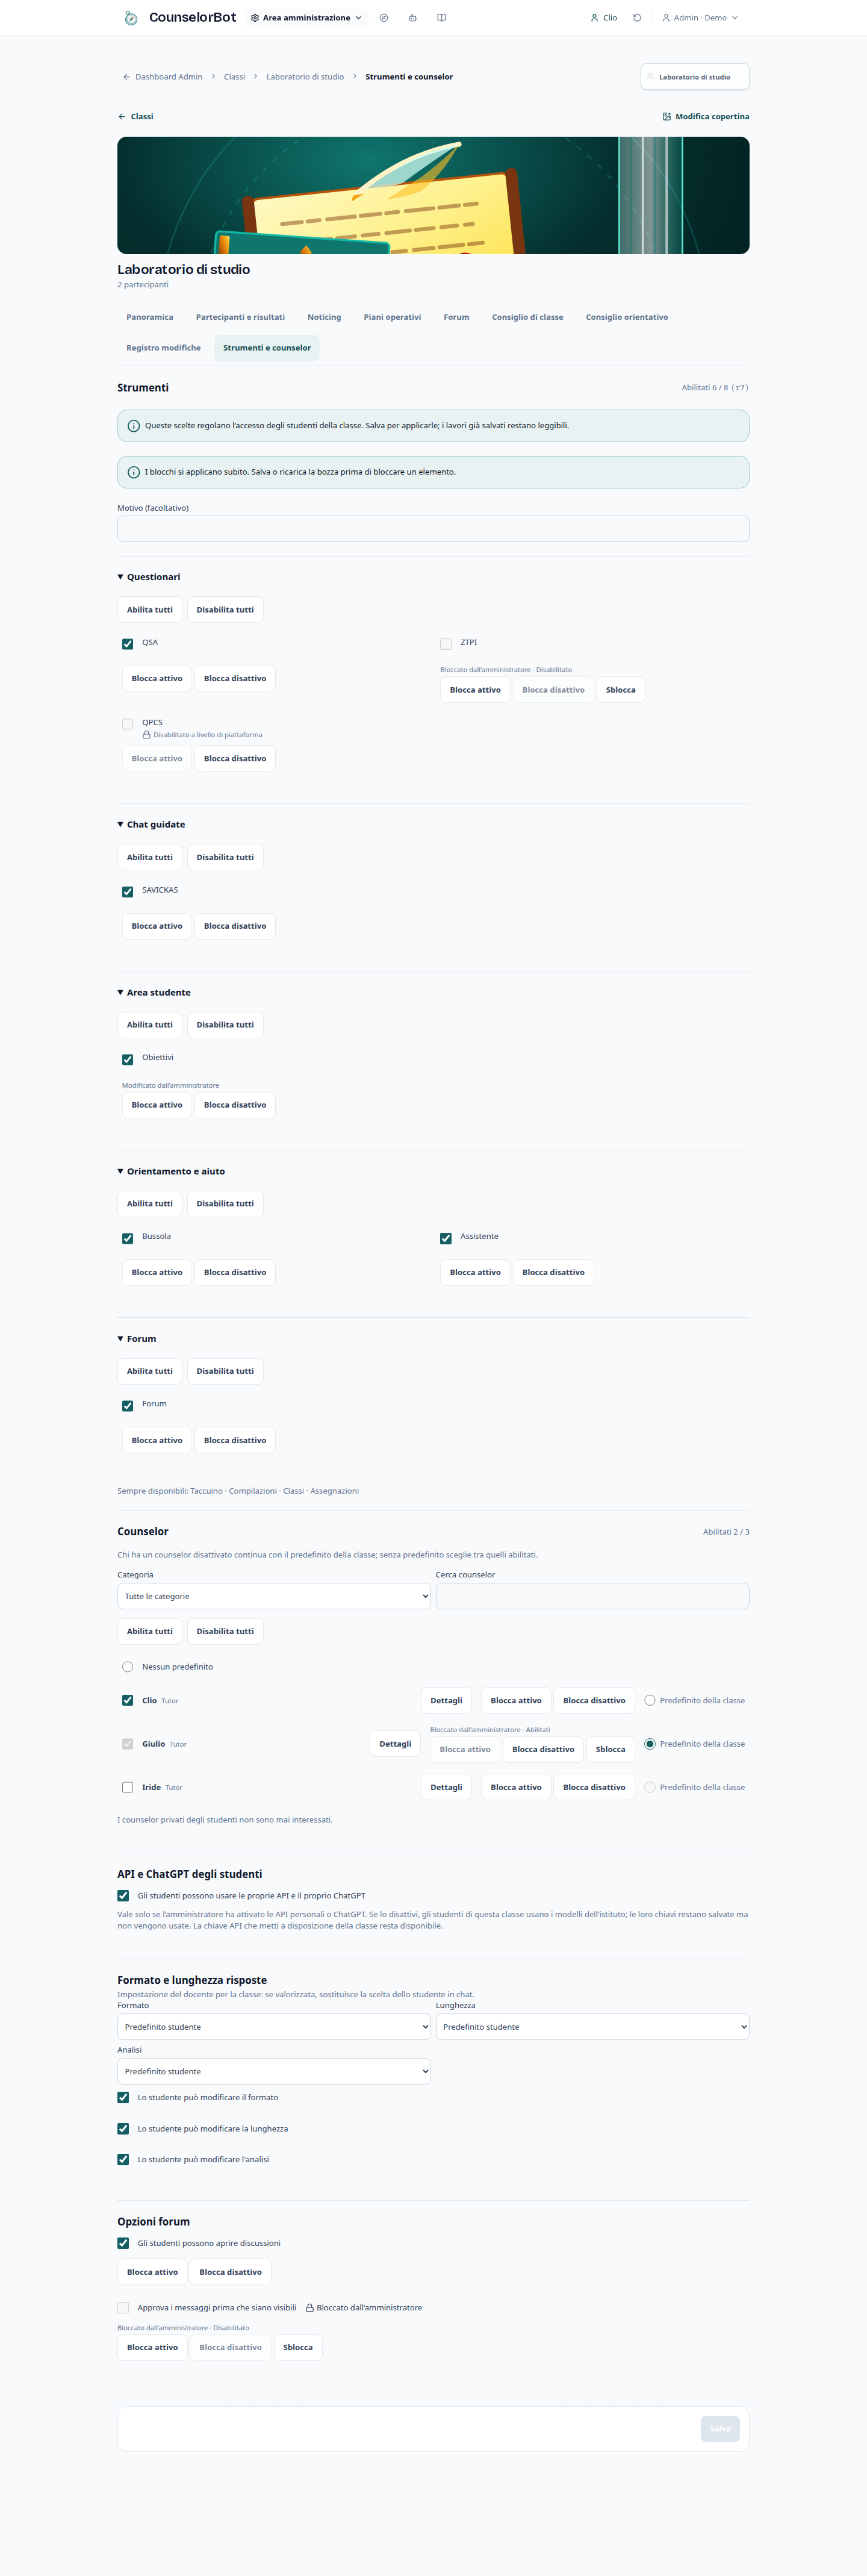 CounselorBot
Area amministrazione
Clio
Admin · Demo
Dashboard Admin
Classi
Laboratorio di studio
Strumenti e counselor
Laboratorio di studio
Classi
Modifica copertina
Laboratorio di studio
2 partecipanti
Panoramica
Partecipanti e risultati
Noticing
Piani operativi
Forum
Consiglio di classe
Consiglio orientativo
Registro modifiche
Strumenti e counselor
Strumenti
Abilitati 6 / 8 (r7)
Queste scelte regolano l'accesso degli studenti della classe. Salva per applicarle; i lavori già salvati restano leggibili.
I blocchi si applicano subito. Salva o ricarica la bozza prima di bloccare un elemento.
Motivo (facoltativo)
Questionari
Abilita tutti
Disabilita tutti
QSA
ZTPI
Blocca attivo
Blocca disattivo
Bloccato dall'amministratore · Disabilitato
Blocca attivo
Blocca disattivo
Sblocca
QPCS
Disabilitato a livello di piattaforma
Blocca attivo
Blocca disattivo
Chat guidate
Abilita tutti
Disabilita tutti
SAVICKAS
Blocca attivo
Blocca disattivo
Area studente
Abilita tutti
Disabilita tutti
Obiettivi
Modificato dall'amministratore
Blocca attivo
Blocca disattivo
Orientamento e aiuto
Abilita tutti
Disabilita tutti
Bussola
Assistente
Blocca attivo
Blocca disattivo
Blocca attivo
Blocca disattivo
Forum
Abilita tutti
Disabilita tutti
Forum
Blocca attivo
Blocca disattivo
Sempre disponibili: Taccuino · Compilazioni · Classi · Assegnazioni
Counselor
Abilitati 2 / 3
Chi ha un counselor disattivato continua con il predefinito della classe; senza predefinito sceglie tra quelli abilitati.
Categoria
Cerca counselor
Tutte le categorie
Abilita tutti
Disabilita tutti
Nessun predefinito
Clio Tutor
Dettagli
Blocca attivo
Blocca disattivo
Predefinito della classe
Giulio Tutor
Dettagli
Bloccato dall'amministratore · Abilitati
Blocca attivo
Blocca disattivo
Sblocca
Predefinito della classe
Iride Tutor
Dettagli
Blocca attivo
Blocca disattivo
Predefinito della classe
I counselor privati degli studenti non sono mai interessati.
API e ChatGPT degli studenti
Gli studenti possono usare le proprie API e il proprio ChatGPT
Vale solo se l'amministratore ha attivato le API personali o ChatGPT. Se lo disattivi, gli studenti di questa classe usano i modelli dell'istituto; le loro chiavi restano salvate ma
non vengono usate. La chiave API che metti a disposizione della classe resta disponibile.
Formato e lunghezza risposte
Impostazione del docente per la classe: se valorizzata, sostituisce la scelta dello studente in chat.
Formato
Lunghezza
Predefinito studente
Predefinito studente
Analisi
Predefinito studente
Lo studente può modificare il formato
Lo studente può modificare la lunghezza
Lo studente può modificare l'analisi
Opzioni forum
Gli studenti possono aprire discussioni
Blocca attivo
Blocca disattivo
Approva i messaggi prima che siano visibili
Bloccato dall'amministratore
Bloccato dall'amministratore · Disabilitato
Blocca attivo
Blocca disattivo
Sblocca
Salva